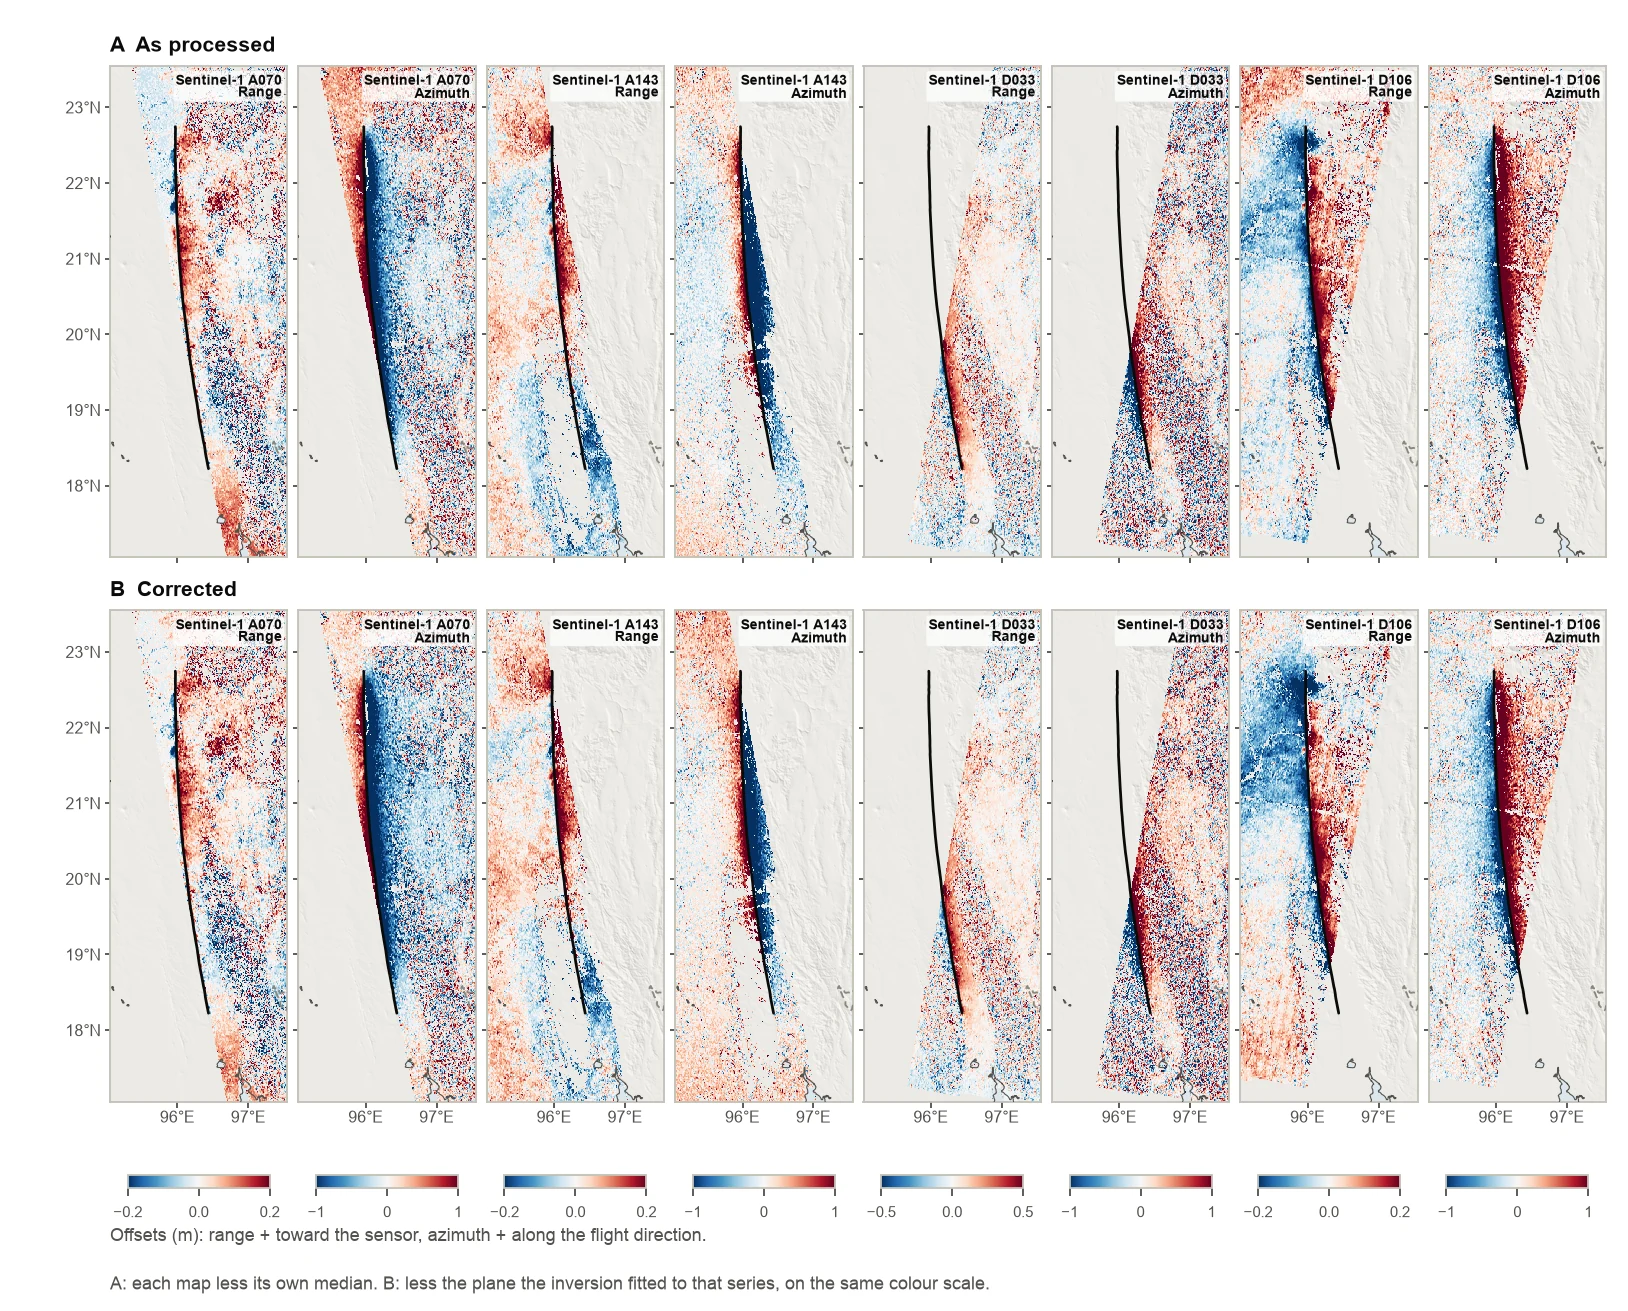 A As processed
Sentinel-1 A070
Range
Sentinel-1 A070
Azimuth
Sentinel-1 A143
Range
Sentinel-1 A143
Azimuth
Sentinel-1 D033
Range
Sentinel-1 D033
Azimuth
Sentinel-1 D106
Range
Sentinel-1 D106
Azimuth
23°N
22°N
21°N
20°N
19°N
18°N
B Corrected
Sentinel-1 A070
Range
Sentinel-1 A070
Azimuth
Sentinel-1 A143
Range
Sentinel-1 A143
Azimuth
Sentinel-1 D033
Range
Sentinel-1 D033
Azimuth
Sentinel-1 D106
Range
Sentinel-1 D106
Azimuth
23°N
22°N
21°N
20°N
19°N
18°N
96°E 97°E 96°E 97°E 96°E 97°E 96°E 97°E 96°E 97°E 96°E 97°E 96°E 97°E 96°E 97°E
−0.2 0.0 0.2 −1 0 1 −0.2 0.0 0.2 −1 0 1 −0.5 0.0 0.5 −1 0 1 −0.2 0.0 0.2 −1 0 1
Offsets (m): range + toward the sensor, azimuth + along the flight direction.
A: each map less its own median. B: less the plane the inversion fitted to that series, on the same colour scale.